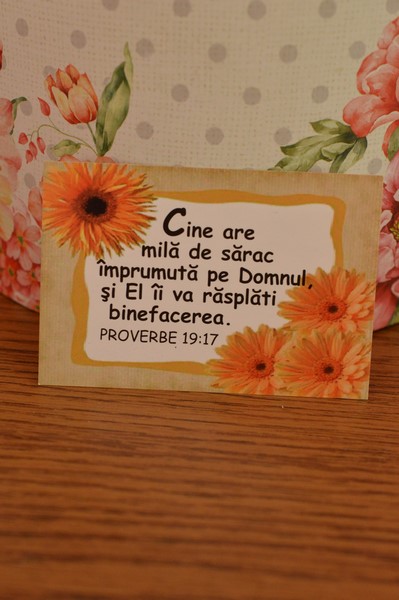 Cine are
milă de sărac
împrumută pe Domnul,
şi El îi va răsplăti
binefacerea.
PROVERBE 19:17